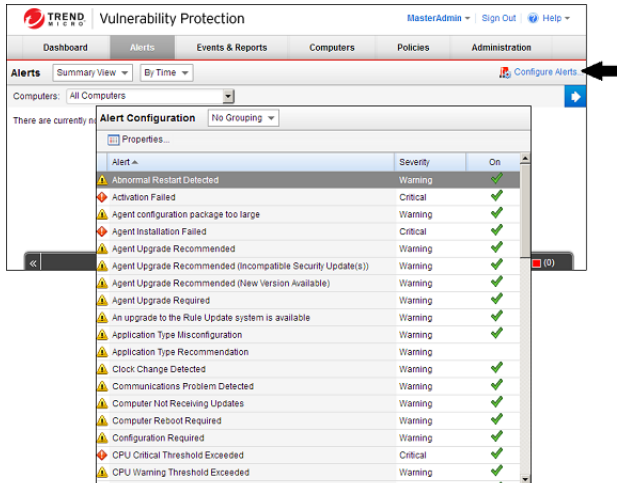 TREND MICRO Vulnerability Protection MasterAdmin Sign Out Help
Dashboard Alerts Events & Reports Computers Policies Administration
Alerts Summary View By Time Configure Alerts...
Computers: All Computers
There are currently no
Alert Configuration No Grouping
Properties...
Alert Severity On
Abnormal Restart Detected Warning
Activation Failed Critical
Agent configuration package too large Warning
Agent Installation Failed Critical
Agent Upgrade Recommended Warning
Agent Upgrade Recommended (Incompatible Security Update(s)) Warning
Agent Upgrade Recommended (New Version Available) Warning
Agent Upgrade Required Warning
An upgrade to the Rule Update system is available Warning
Application Type Misconfiguration Warning
Application Type Recommendation Warning
Clock Change Detected Warning
Communications Problem Detected Warning
Computer Not Receiving Updates Warning
Computer Reboot Required Warning
Configuration Required Warning
CPU Critical Threshold Exceeded Critical
CPU Warning Threshold Exceeded Warning
« (0)